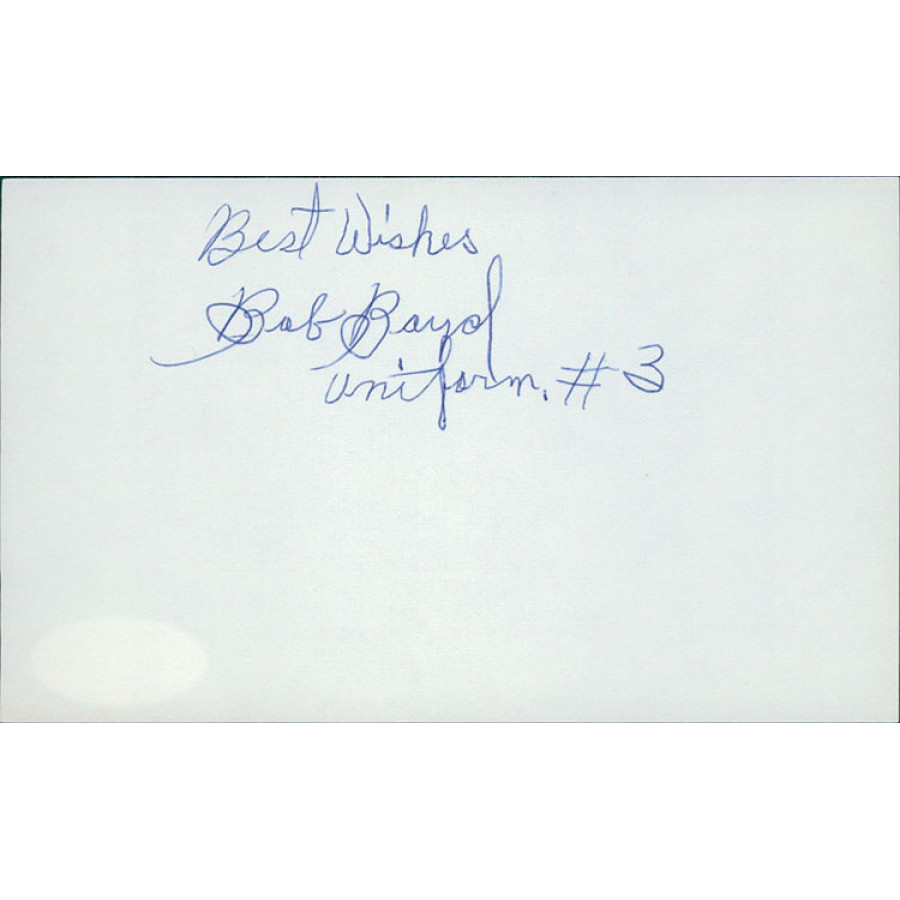 Best Wishes
Bob Boyd
uniform. # 3